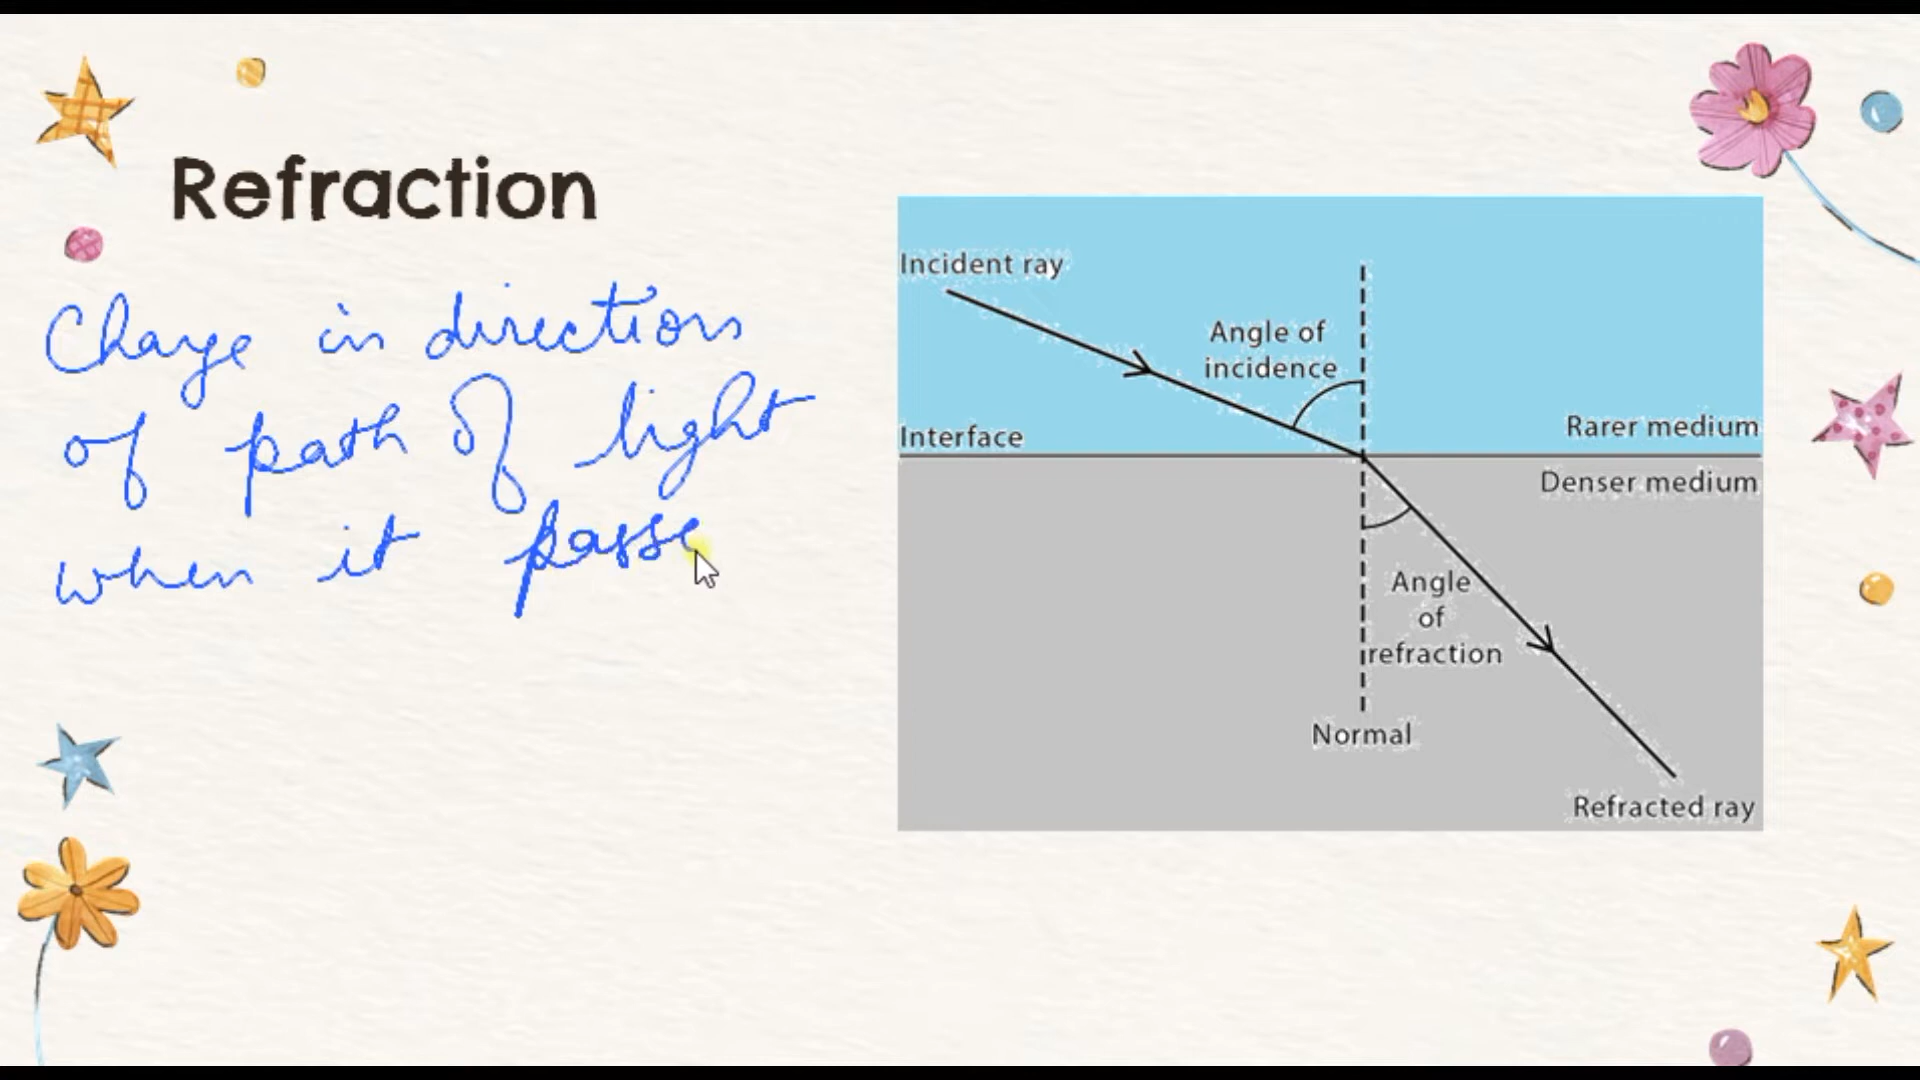 Refraction
Change in direction
of path of light
when it passe
Incident ray
Angle of
incidence
Interface
Rarer medium
Denser medium
Angle
of
refraction
Normal
Refracted ray